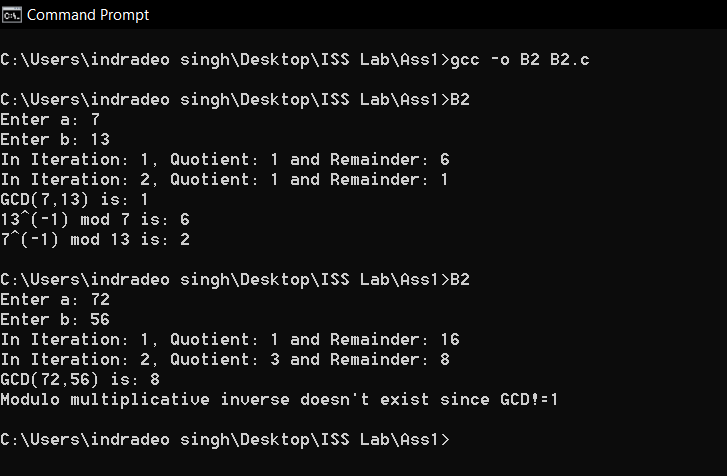 Command Prompt
C:\Users\indradeo singh\Desktop\ISS Lab\Ass1>gcc -o B2 B2.c
C:\Users\indradeo singh\Desktop\ISS Lab\Ass1>B2
Enter a: 7
Enter b: 13
In Iteration: 1, Quotient: 1 and Remainder: 6
In Iteration: 2, Quotient: 1 and Remainder: 1
GCD(7,13) is: 1
13^(-1) mod 7 is: 6
7^(-1) mod 13 is: 2
C:\Users\indradeo singh\Desktop\ISS Lab\Ass1>B2
Enter a: 72
Enter b: 56
In Iteration: 1, Quotient: 1 and Remainder: 16
In Iteration: 2, Quotient: 3 and Remainder: 8
GCD(72,56) is: 8
Modulo multiplicative inverse doesn't exist since GCD!=1
C:\Users\indradeo singh\Desktop\ISS Lab\Ass1>